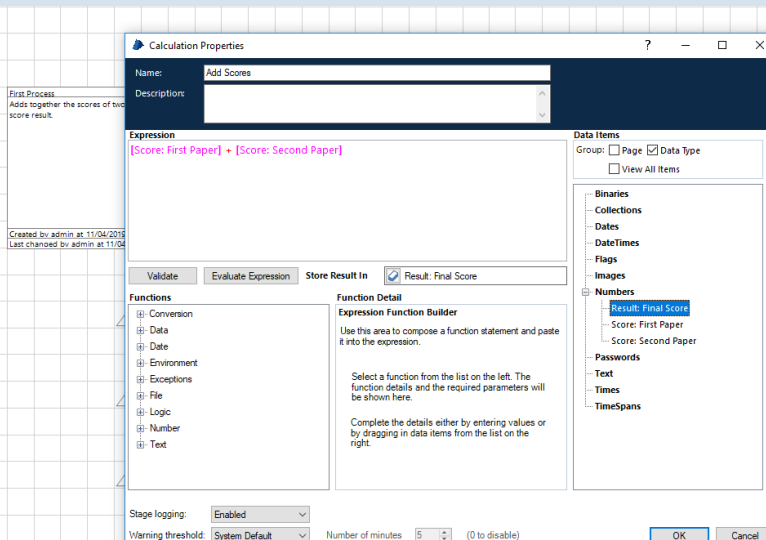 Calculation Properties
?
Name: Add Scores
Description:
First Process
Adds together the scores of two
score result.
Created by admin at 11/04/2019
Last changed by admin at 11/04
Expression
[Score: First Paper] + [Score: Second Paper]
Validate
Evaluate Expression
Store Result In
Result: Final Score
Functions
Conversion
Data
Date
Environment
Exceptions
File
Logic
Number
Text
Function Detail
Expression Function Builder
Use this area to compose a function statement and paste
it into the expression.
Select a function from the list on the left. The
function details and the required parameters will
be shown here.
Complete the details either by entering values or
by dragging in data items from the list on the
right.
Data Items
Group: Page Data Type
View All Items
Binaries
Collections
Dates
DateTimes
Flags
Images
Numbers
Result: Final Score
Score: First Paper
Score: Second Paper
Passwords
Text
Times
TimeSpans
Stage logging: Enabled
Warning threshold: System Default Number of minutes 5 (0 to disable)
OK
Cancel